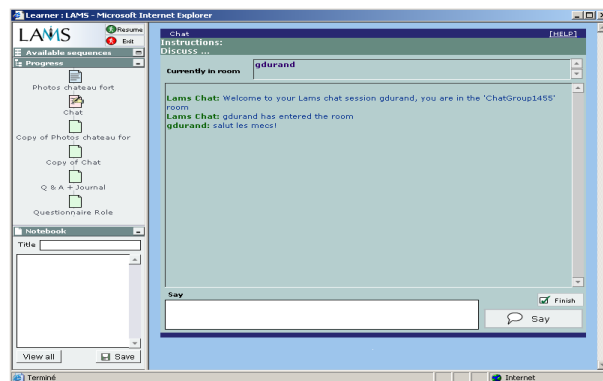 Learner : LAMS - Microsoft Internet Explorer
LAMS
Resume
Exit
Available sequences
Progress
Photos chateau fort
Chat
Copy of Photos chateau for
Copy of Chat
Q & A + Journal
Questionnaire Role
Notebook
Title
View all
Save
Chat
[HELP]
Instructions:
Discuss ...
Currently in room
gdurand
Lams Chat: Welcome to your Lams chat session gdurand, you are in the 'ChatGroup1455'
room
Lams Chat: gdurand has entered the room
gdurand: salut les mecs!
Say
Finish
Say
Terminé
Internet